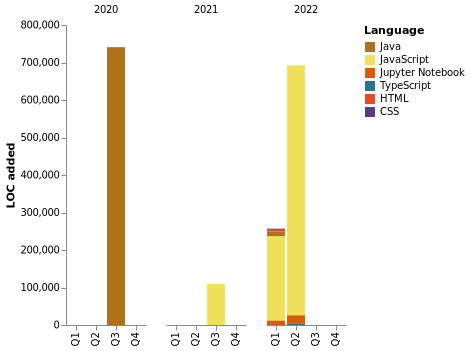 2020 2021 2022
LOC added
800,000
700,000
600,000
500,000
400,000
300,000
200,000
100,000
0
Q1 Q2 Q3 Q4 Q1 Q2 Q3 Q4 Q1 Q2 Q3 Q4
Language
Java
JavaScript
Jupyter Notebook
TypeScript
HTML
CSS